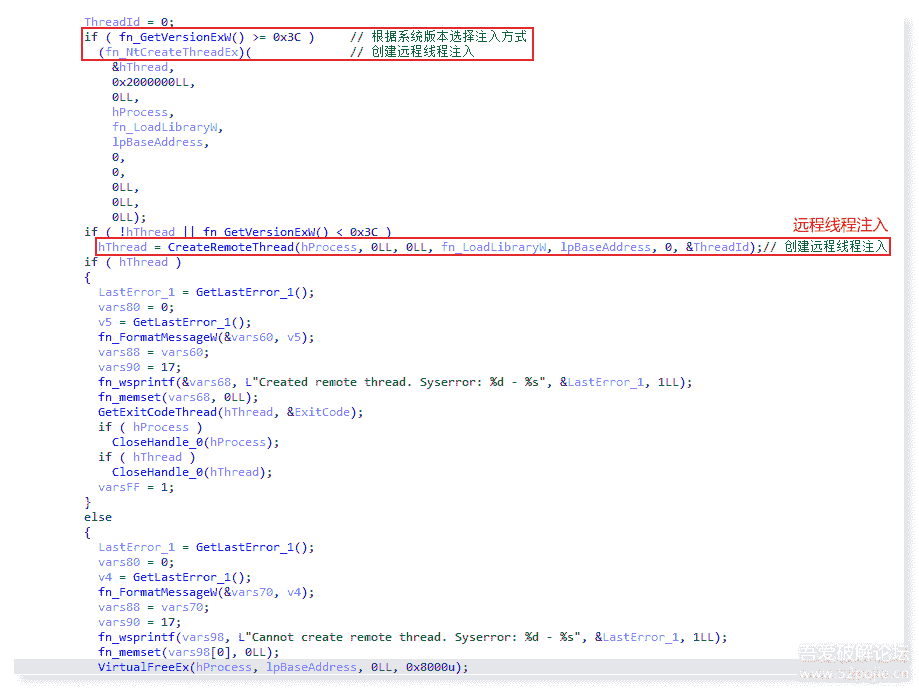 ThreadId = 0;
if ( fn_GetVersionExW() >= 0x3C )     // 根据系统版本选择注入方式
(fn_NtCreateThreadEx)(              // 创建远程线程注入
&hThread,
0x2000000LL,
0LL,
hProcess,
fn_LoadLibraryW,
lpBaseAddress,
0,
0,
0LL,
0LL,
0LL);
if ( !hThread || fn_GetVersionExW() < 0x3C )
远程线程注入
hThread = CreateRemoteThread(hProcess, 0LL, 0LL, fn_LoadLibraryW, lpBaseAddress, 0, &ThreadId);// 创建远程线程注入
if ( hThread )
{
LastError_1 = GetLastError_1();
vars80 = 0;
v5 = GetLastError_1();
fn_FormatMessageW(&vars60, v5);
vars88 = vars60;
vars90 = 17;
fn_wsprintf(&vars68, L"Created remote thread. Syserror: %d - %s", &LastError_1, 1LL);
fn_memset(vars68, 0LL);
GetExitCodeThread(hThread, &ExitCode);
if ( hProcess )
CloseHandle_0(hProcess);
if ( hThread )
CloseHandle_0(hThread);
varsFF = 1;
}
else
{
LastError_1 = GetLastError_1();
vars80 = 0;
v4 = GetLastError_1();
fn_FormatMessageW(&vars70, v4);
vars88 = vars70;
vars90 = 17;
fn_wsprintf(vars98, L"Cannot create remote thread. Syserror: %d - %s", &LastError_1, 1LL);
fn_memset(vars98[0], 0LL);
VirtualFreeEx(hProcess, lpBaseAddress, 0LL, 0x8000u);
吾爱破解论坛
www.52pojie.cn